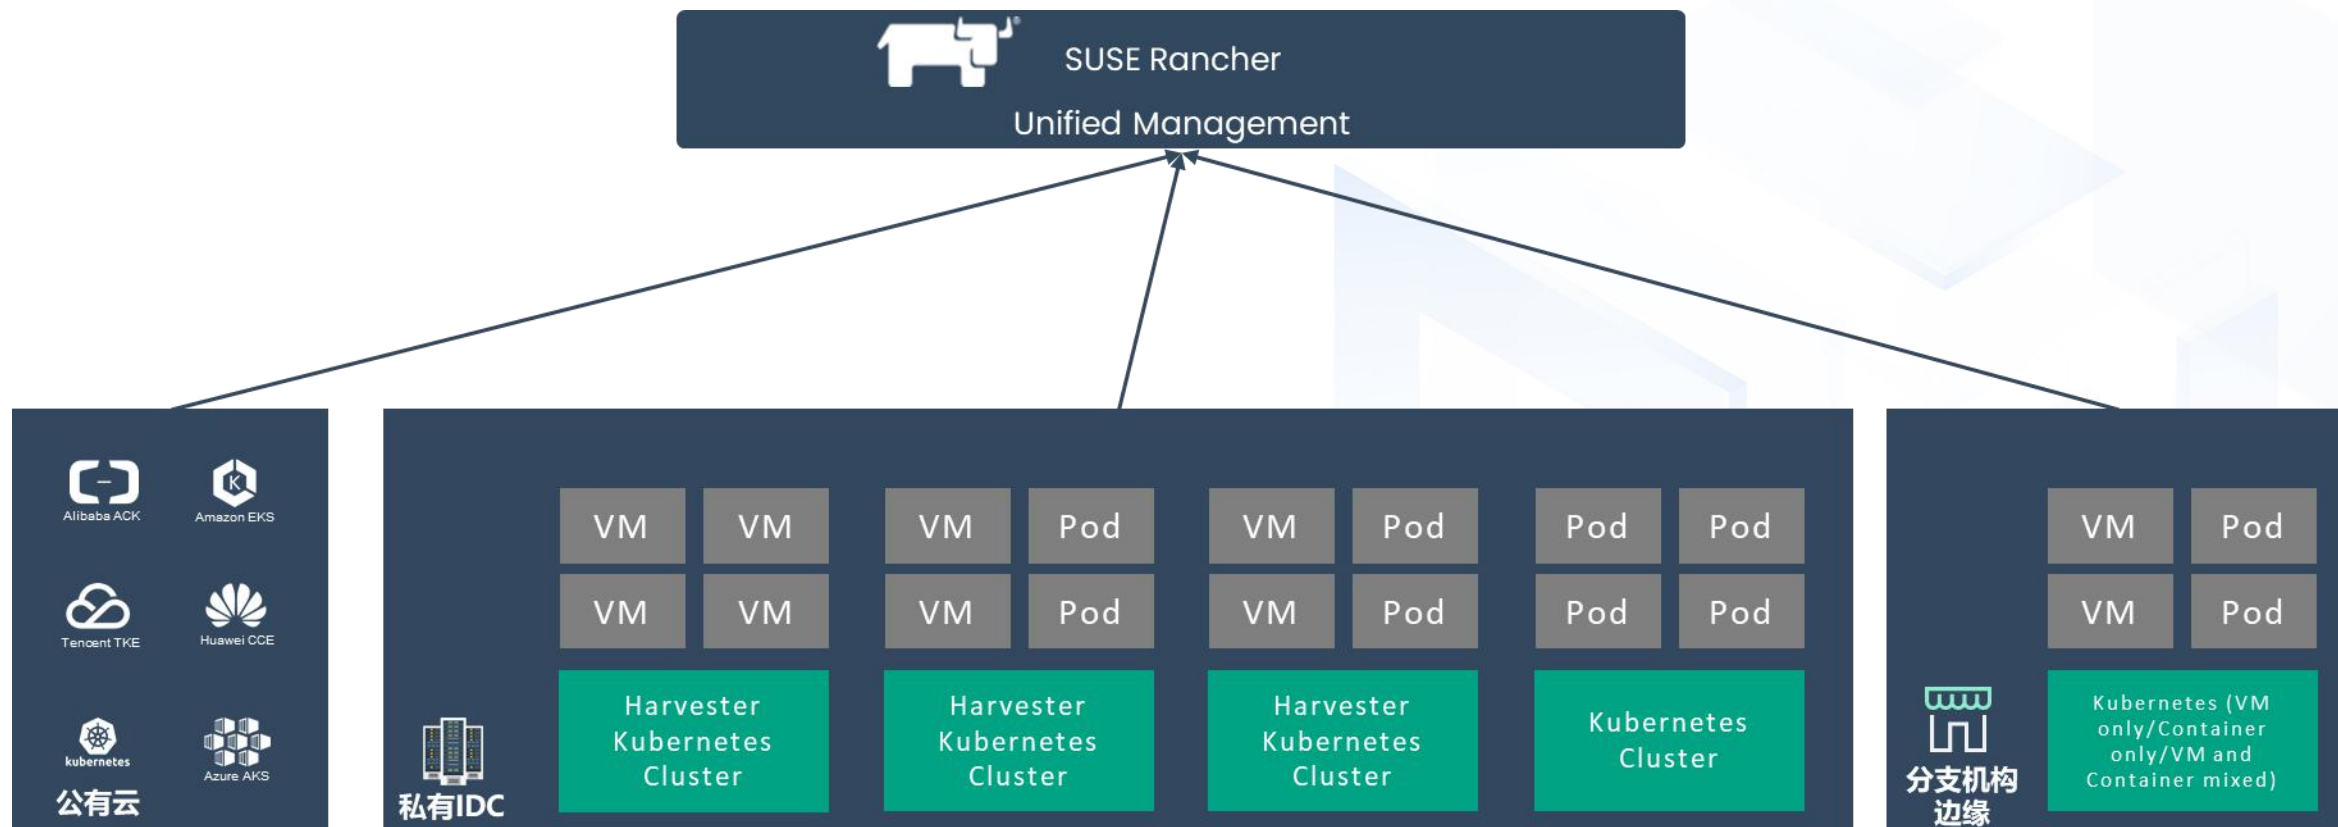 SUSE Rancher
Unified Management
Alibaba ACK
Amazon EKS
Tencent TKE
Huawei CCE
kubernetes
Azure AKS
公有云
VM VM
VM VM
Harvester
Kubernetes
Cluster
VM Pod
VM Pod
Harvester
Kubernetes
Cluster
VM Pod
VM Pod
Harvester
Kubernetes
Cluster
Pod Pod
Pod Pod
Kubernetes
Cluster
私有IDC
VM Pod
VM Pod
Kubernetes (VM
only/Container
only/VM and
Container mixed)
分支机构
边缘